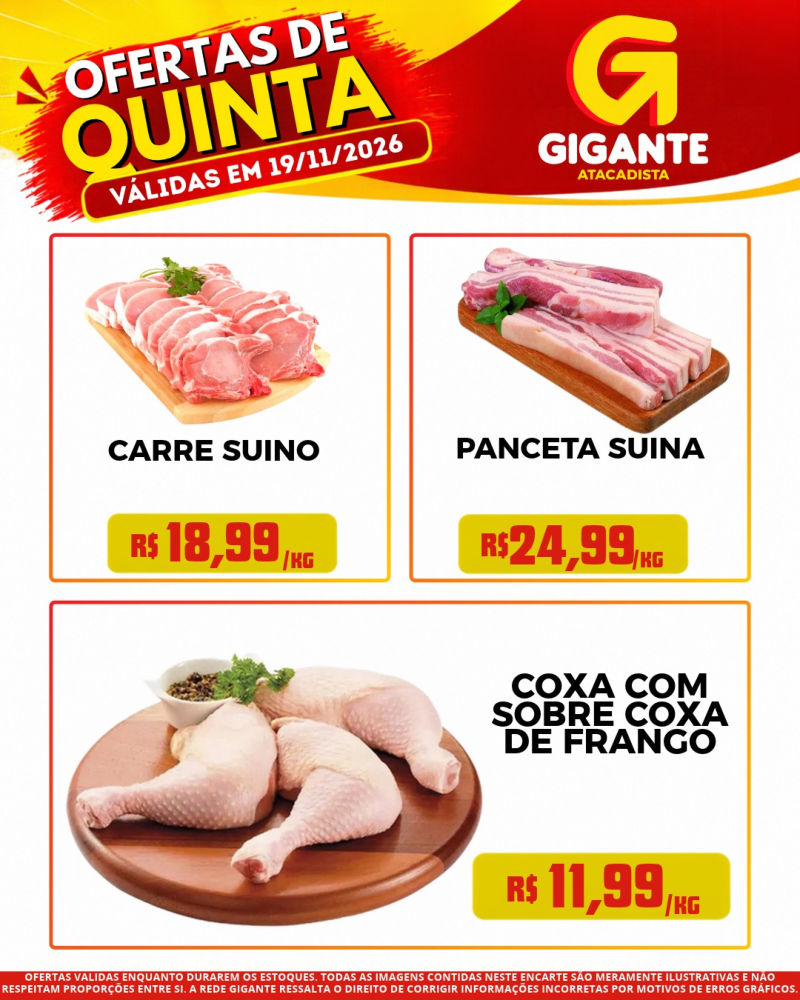 OFERTAS DE
QUINTA
VÁLIDAS EM 19/11/2026
GIGANTE
ATACADISTA
CARRE SUINO
R$ 18,99/KG
PANCETA SUINA
R$24,99/KG
COXA COM
SOBRE COXA
DE FRANGO
R$ 11,99/KG
OFERTAS VALIDAS ENQUANTO DURAREM OS ESTOQUES. TODAS AS IMAGENS CONTIDAS NESTE ENCARTE SÃO MERAMENTE ILUSTRATIVAS E NÃO
RESPEITAM PROPORÇÕES ENTRE SI. A REDE GIGANTE RESSALTA O DIREITO DE CORRIGIR INFORMAÇÕES INCORRETAS POR MOTIVOS DE ERROS GRÁFICOS.